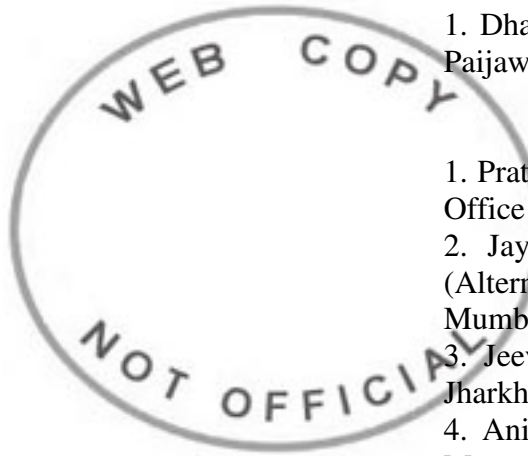 WEB COPY
NOT OFFICIAL
1. Dha
Paijaw
1. Prat
Office
2. Jay
(Altern
Mumb
3. Jeev
Jharkh
4. Ani